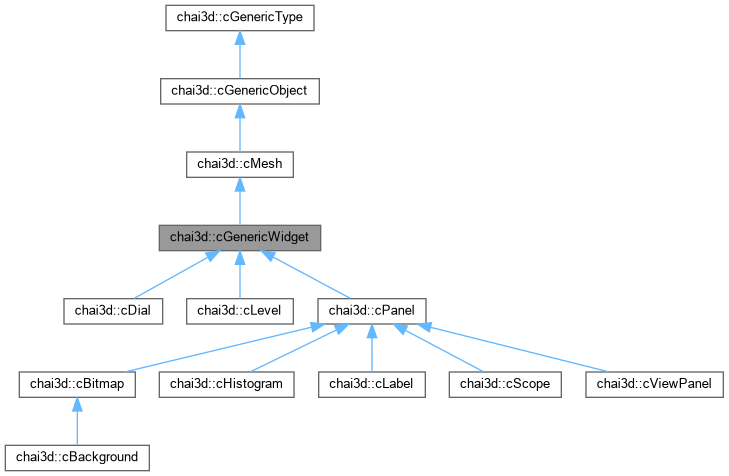 chai3d::cGenericType
chai3d::cGenericObject
chai3d::cMesh
chai3d::cGenericWidget
chai3d::cDial
chai3d::cLevel
chai3d::cPanel
chai3d::cBitmap
chai3d::cHistogram
chai3d::cLabel
chai3d::cScope
chai3d::cViewPanel
chai3d::cBackground